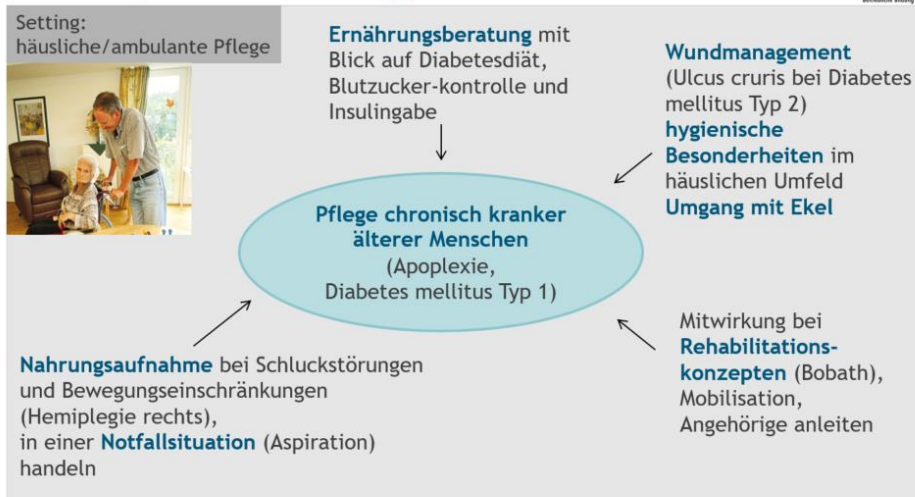 Setting:
häusliche/ambulante Pflege
Ernährungsberatung mit
Blick auf Diabetesdiät,
Blutzucker-kontrolle und
Insulingabe
Wundmanagement
(Ulcus cruris bei Diabetes
mellitus Typ 2)
hygienische
Besonderheiten im
häuslichen Umfeld
Umgang mit Ekel
Pflege chronisch kranker
älterer Menschen
(Apoplexie,
Diabetes mellitus Typ 1)
Nahrungsaufnahme bei Schluckstörungen
und Bewegungseinschränkungen
(Hemiplegie rechts),
in einer Notfallsituation (Aspiration)
handeln
Mitwirkung bei
Rehabilitations-
konzepten (Bobath),
Mobilisation,
Angehörige anleiten